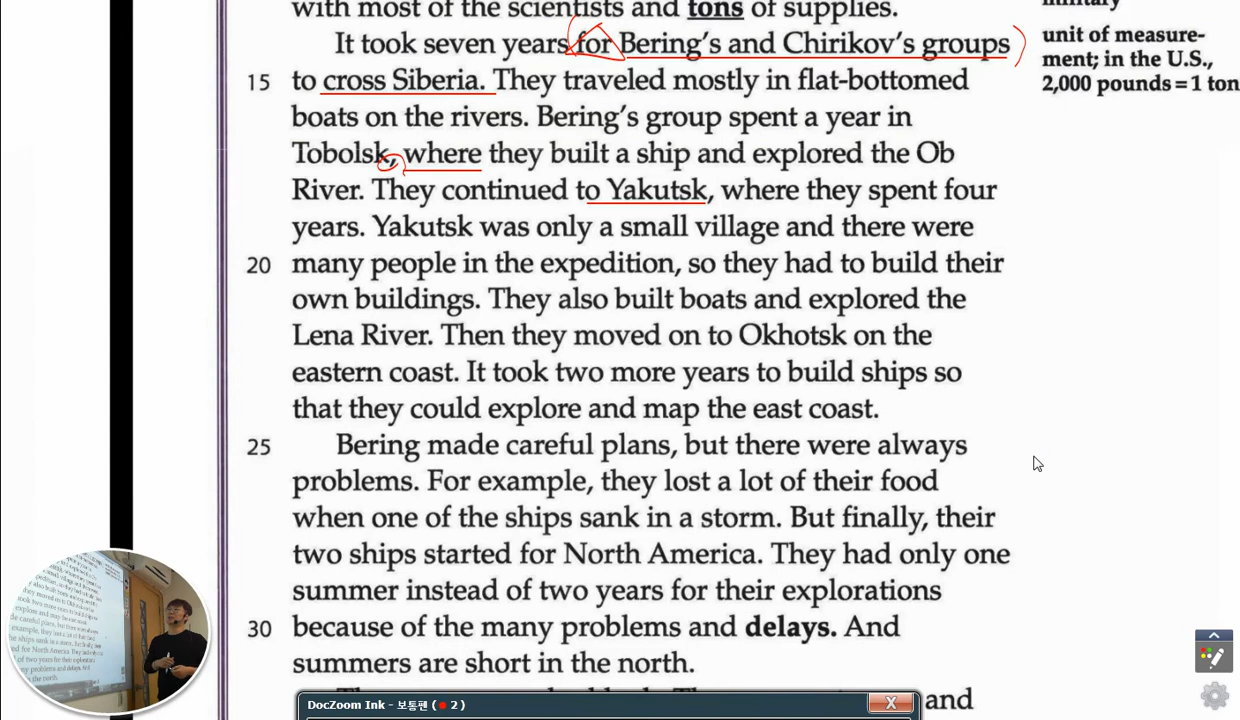 with most of the scientists and tons of supplies.
It took seven years for Bering's and Chirikov's groups
15 to cross Siberia. They traveled mostly in flat-bottomed
boats on the rivers. Bering's group spent a year in
Tobolsk, where they built a ship and explored the Ob
River. They continued to Yakutsk, where they spent four
years. Yakutsk was only a small village and there were
20 many people in the expedition, so they had to build their
own buildings. They also built boats and explored the
Lena River. Then they moved on to Okhotsk on the
eastern coast. It took two more years to build ships so
that they could explore and map the east coast.
25 Bering made careful plans, but there were always
problems. For example, they lost a lot of their food
when one of the ships sank in a storm. But finally, their
two ships started for North America. They had only one
summer instead of two years for their explorations
30 because of the many problems and delays. And
summers are short in the north.
and
military
unit of measure-
ment; in the U.S.,
2,000 pounds = 1 ton
DocZoom Ink - 보통펜 ( 2 )